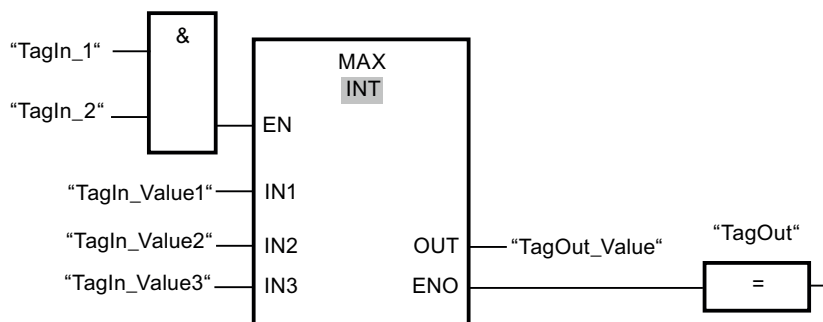 &
“TagIn_1“
“TagIn_2“
MAX
INT
EN
“TagIn_Value1“ IN1
“TagIn_Value2“ IN2
“TagIn_Value3“ IN3
OUT “TagOut_Value“
ENO
“TagOut“
=